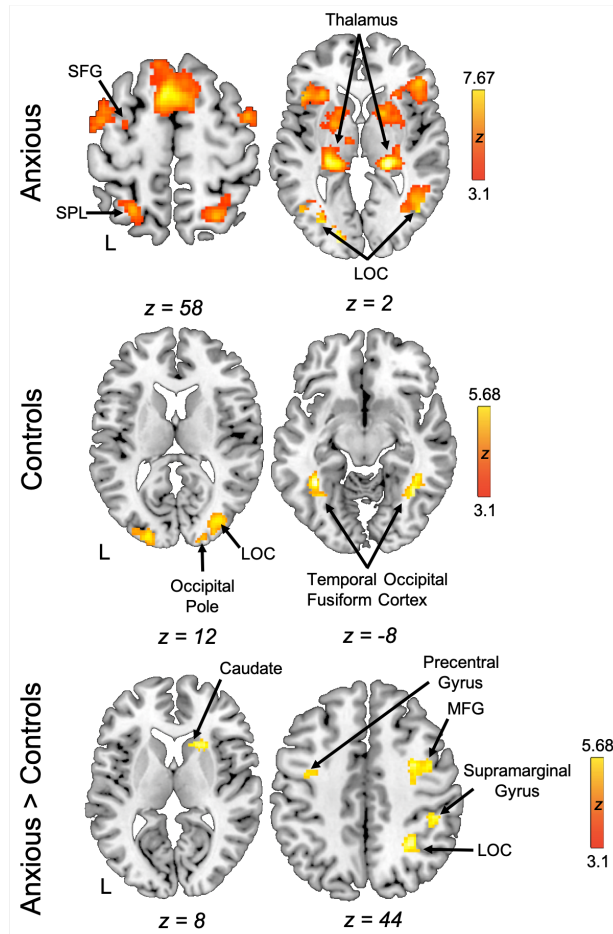 Thalamus
SFG
7.67
z
3.1
Anxious
SPL
L
LOC
z = 58
z = 2
5.68
z
3.1
Controls
L
LOC
Occipital
Pole
Temporal Occipital
Fusiform Cortex
z = 12
z = -8
Caudate
Precentral
Gyrus
MFG
5.68
z
3.1
Supramarginal
Gyrus
LOC
Anxious > Controls
L
z = 8
z = 44